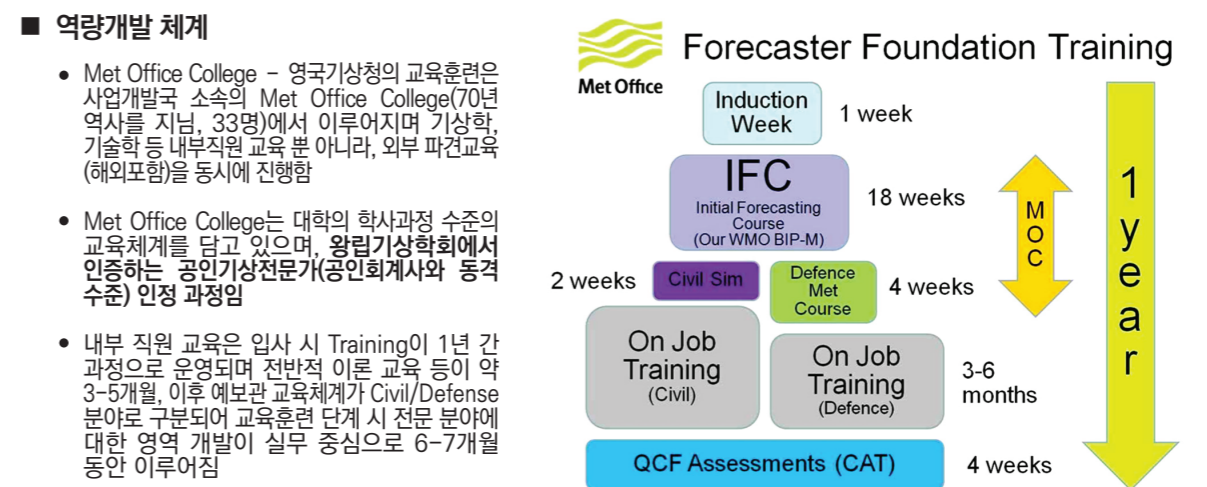 ■ 역량개발 체계
• Met Office College - 영국기상청의 교육훈련은
사업개발국 소속의 Met Office College(70년
역사를 지님, 33명)에서 이루어지며 기상학,
기술학 등 내부직원 교육 뿐 아니라, 외부 파견교육
(해외포함)을 동시에 진행함
• Met Office College는 대학의 학사과정 수준의
교육체계를 담고 있으며, 왕립기상학회에서
인증하는 공인기상전문가(공인회계사와 동격
수준) 인정 과정임
• 내부 직원 교육은 입사 시 Training이 1년 간
과정으로 운영되며 전반적 이론 교육 등이 약
3-5개월, 이후 예보관 교육체계가 Civil/Defense
분야로 구분되어 교육훈련 단계 시 전문 분야에
대한 영역 개발이 실무 중심으로 6-7개월
동안 이루어짐
Met Office
Forecaster Foundation Training
Induction
Week
1 week
IFC
Initial Forecasting
Course
(Our WMO BIP-M)
18 weeks
MOC
1 year
2 weeks
Civil Sim
Defence
Met
Course
4 weeks
On Job
Training
(Civil)
On Job
Training
(Defence)
3-6
months
QCF Assessments (CAT)
4 weeks